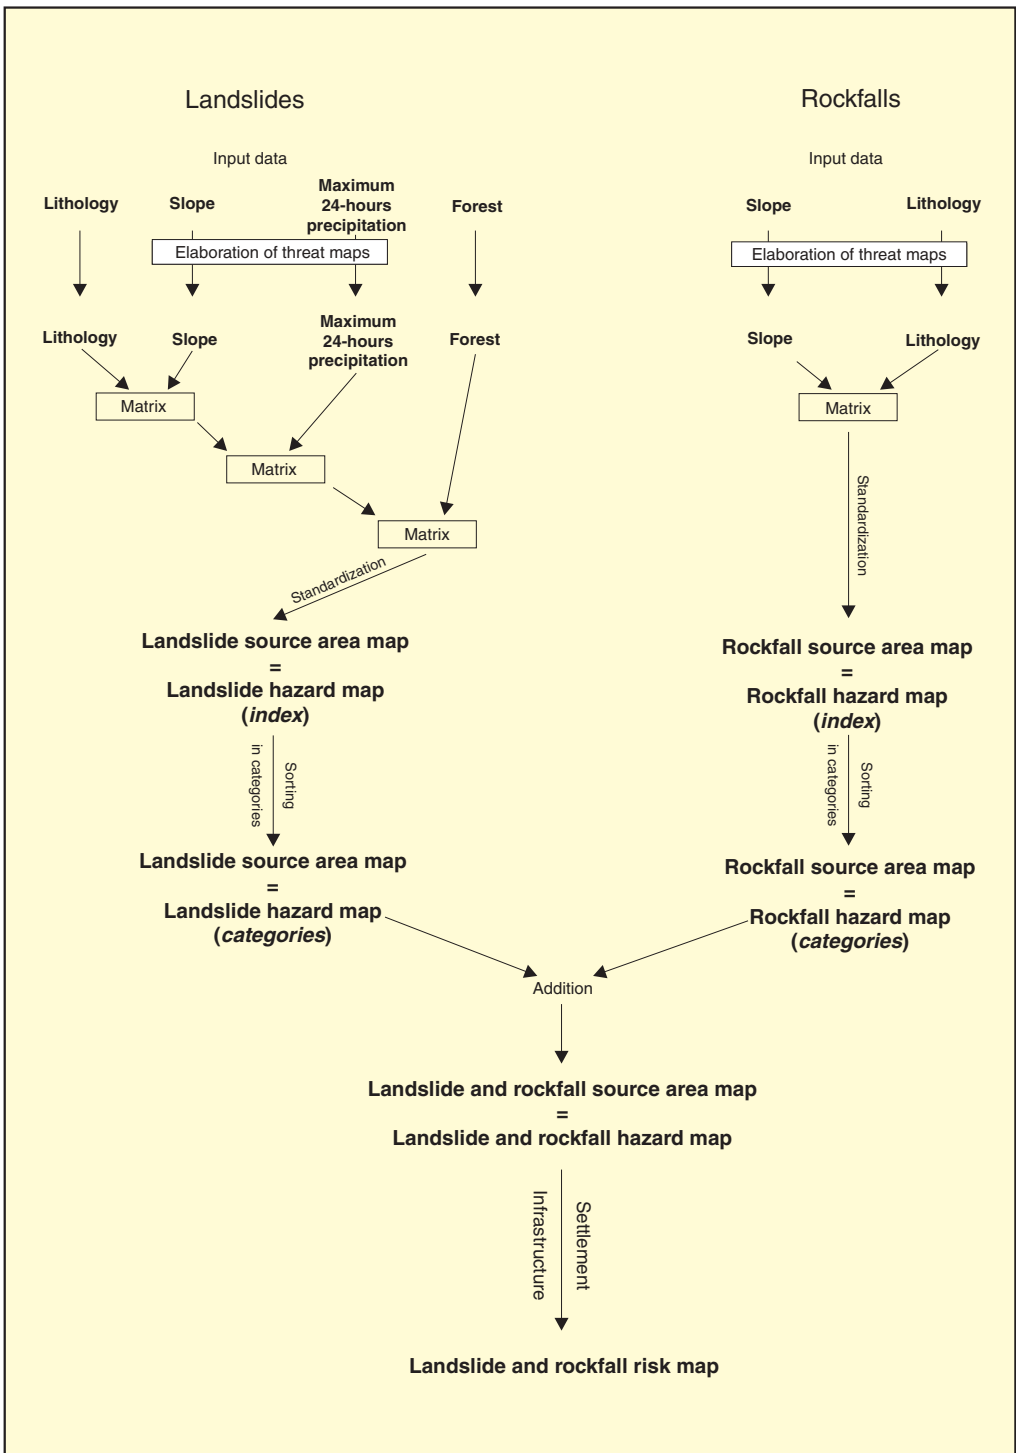 Landslides
Input data
Lithology
Slope
Maximum
24-hours
precipitation
Forest
Elaboration of threat maps
Lithology
Slope
Maximum
24-hours
precipitation
Forest
Matrix
Matrix
Matrix
Standardization
Landslide source area map
=
Landslide hazard map
(index)
Sorting
in categories
Landslide source area map
=
Landslide hazard map
(categories)
Rockfalls
Input data
Slope
Lithology
Elaboration of threat maps
Slope
Lithology
Matrix
Standardization
Rockfall source area map
=
Rockfall hazard map
(index)
Sorting
in categories
Rockfall source area map
=
Rockfall hazard map
(categories)
Addition
Landslide and rockfall source area map
=
Landslide and rockfall hazard map
Settlement
Infrastructure
Landslide and rockfall risk map